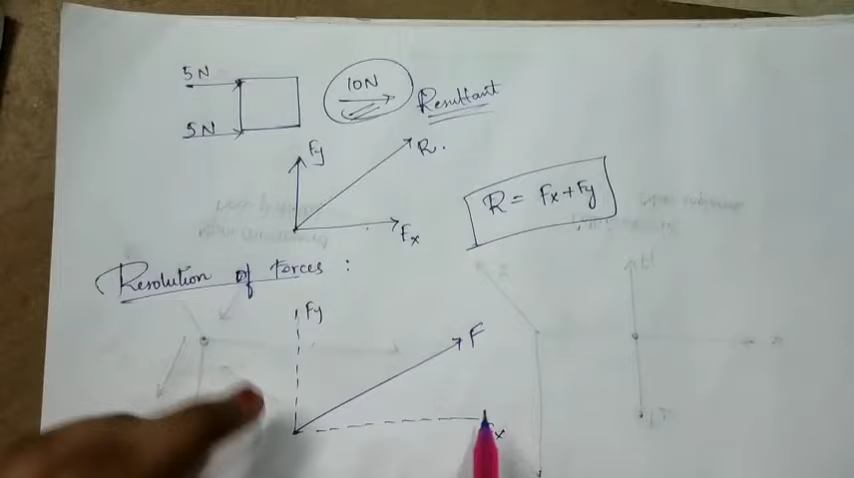 5N
10N
Resultant
5N
Fy
R.
R = Fx+Fy
Fx
Resolution of forces :
Fy
F